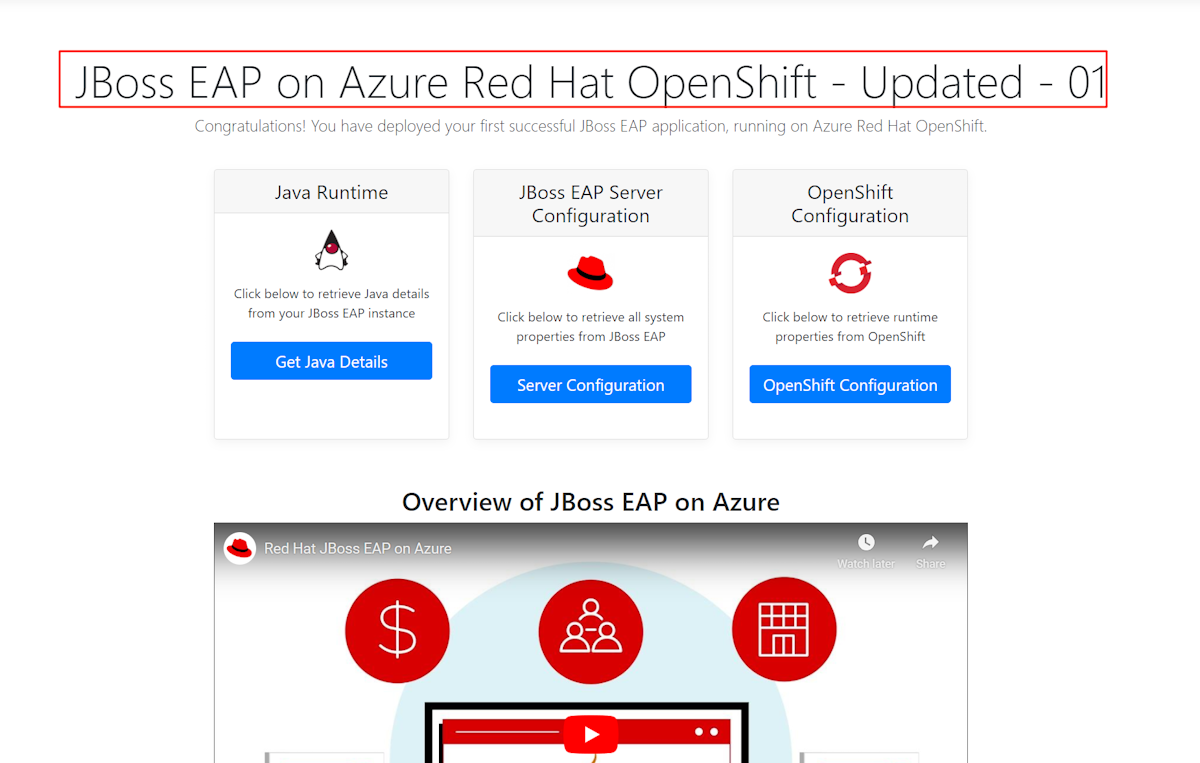 JBoss EAP on Azure Red Hat OpenShift - Updated - 01
Congratulations! You have deployed your first successful JBoss EAP application, running on Azure Red Hat OpenShift.
Java Runtime
Click below to retrieve Java details
from your JBoss EAP instance
Get Java Details
JBoss EAP Server
Configuration
Click below to retrieve all system
properties from JBoss EAP
Server Configuration
OpenShift
Configuration
Click below to retrieve runtime
properties from OpenShift
OpenShift Configuration
Overview of JBoss EAP on Azure
Red Hat JBoss EAP on Azure
Watch later
Share
$